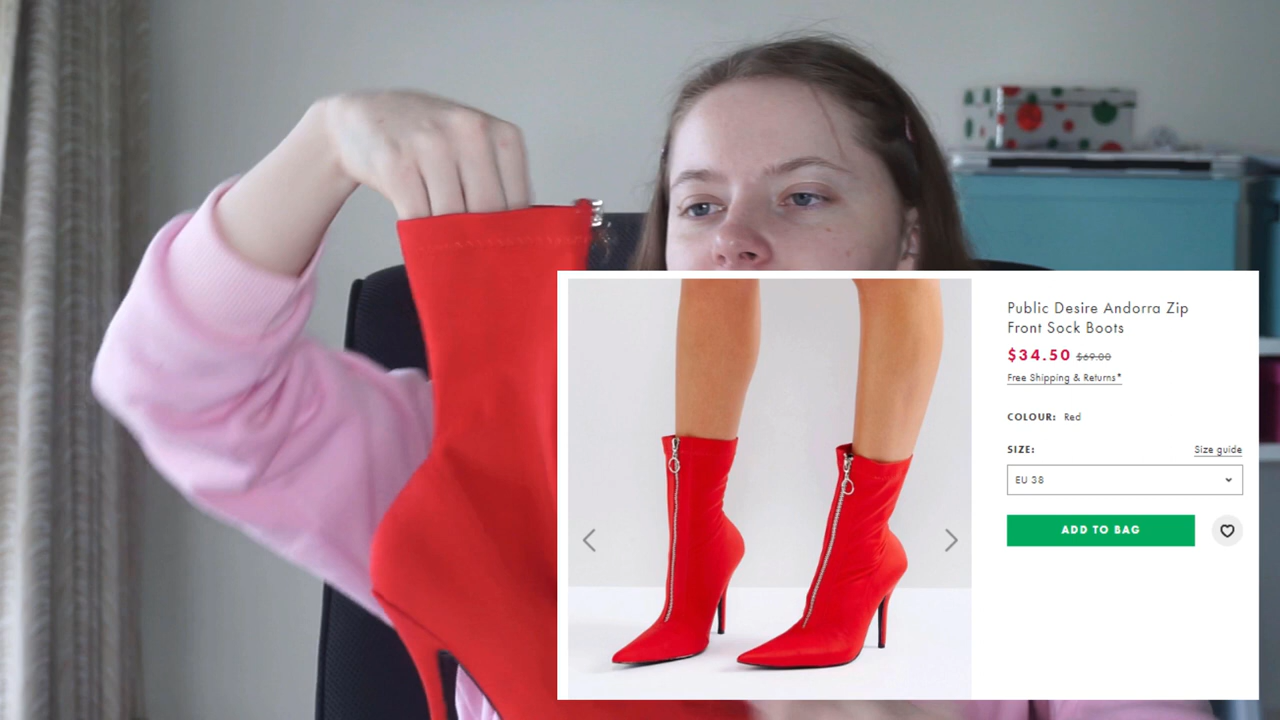 Public Desire Andorra Zip
Front Sock Boots
$34.50 $69.00
Free Shipping & Returns*
COLOUR: Red
SIZE: Size guide
EU 38
ADD TO BAG